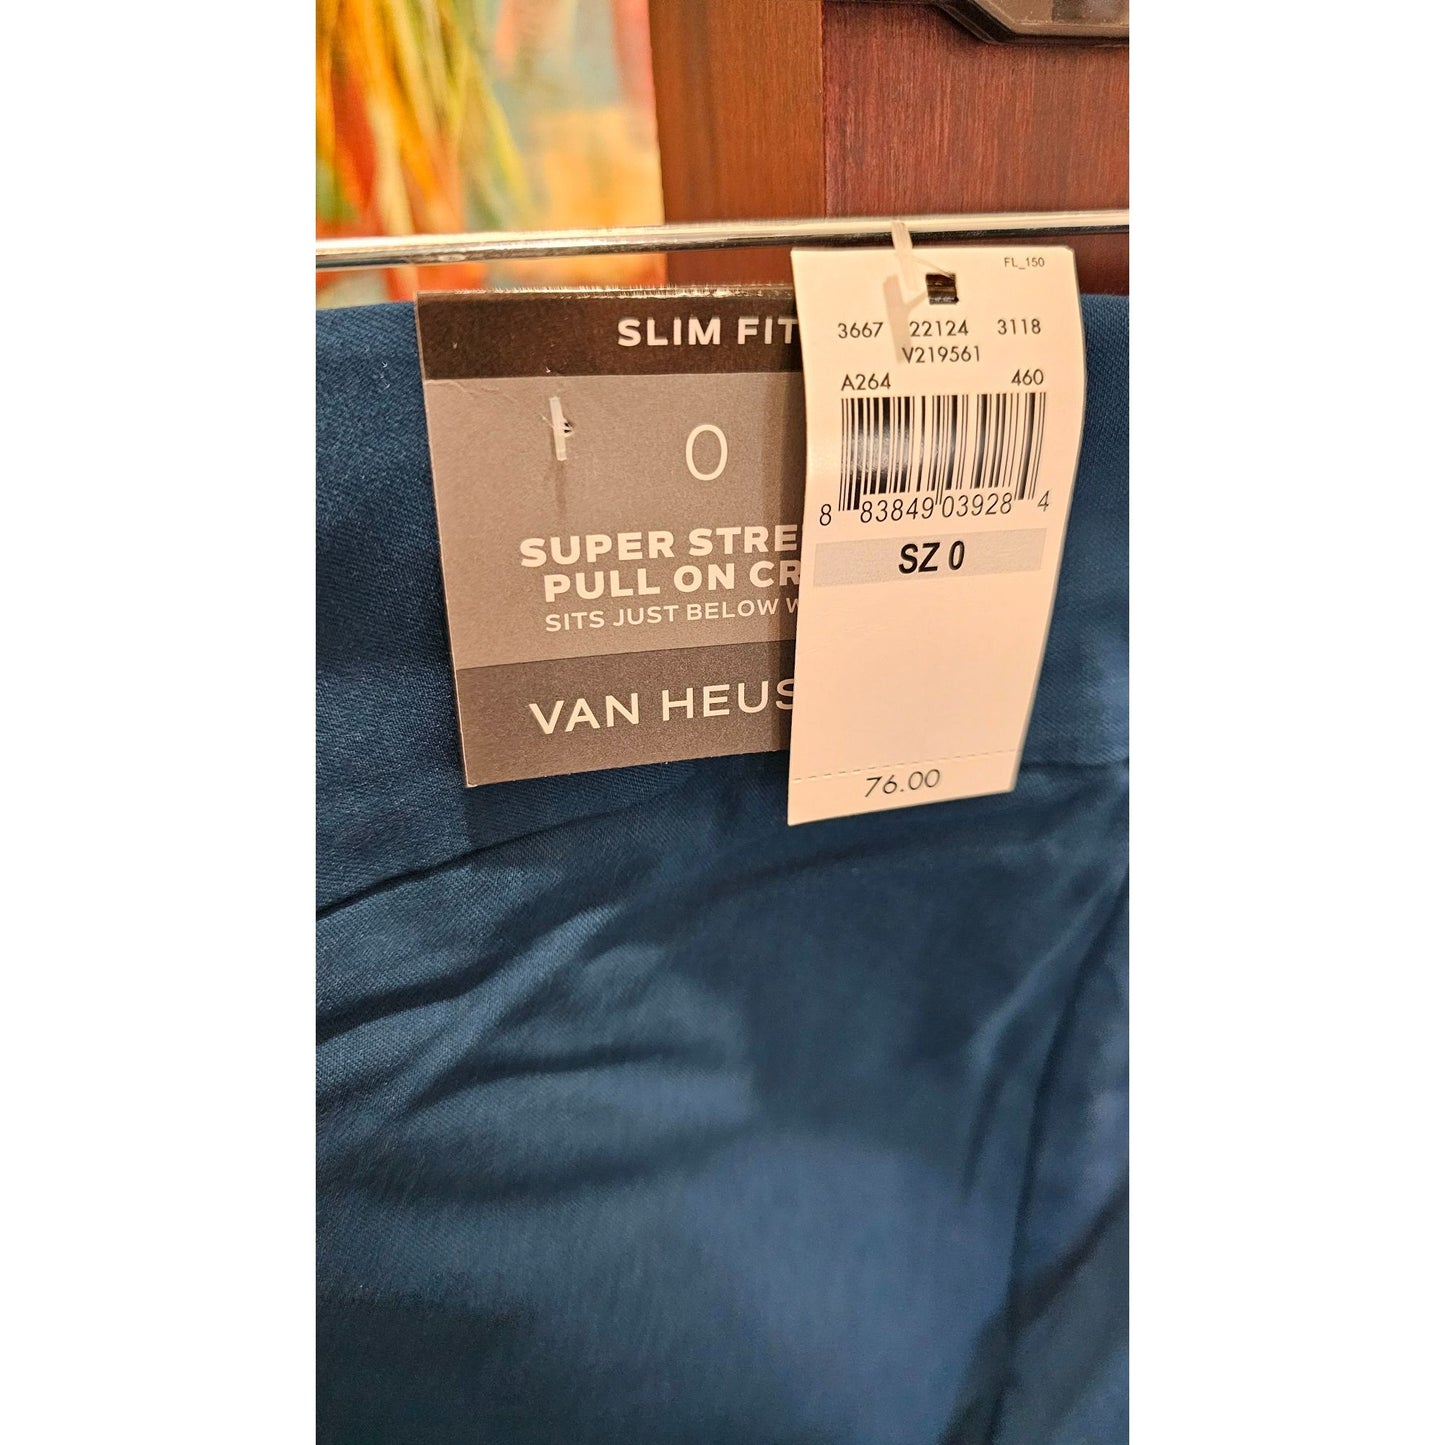 SLIM FIT
0
SUPER STRE
PULL ON CR
SITS JUST BELOW W
VAN HEUS
FL_150
3667 22124 3118
V219561
A264 460
8 83849 03928 4
SZ 0
76.00